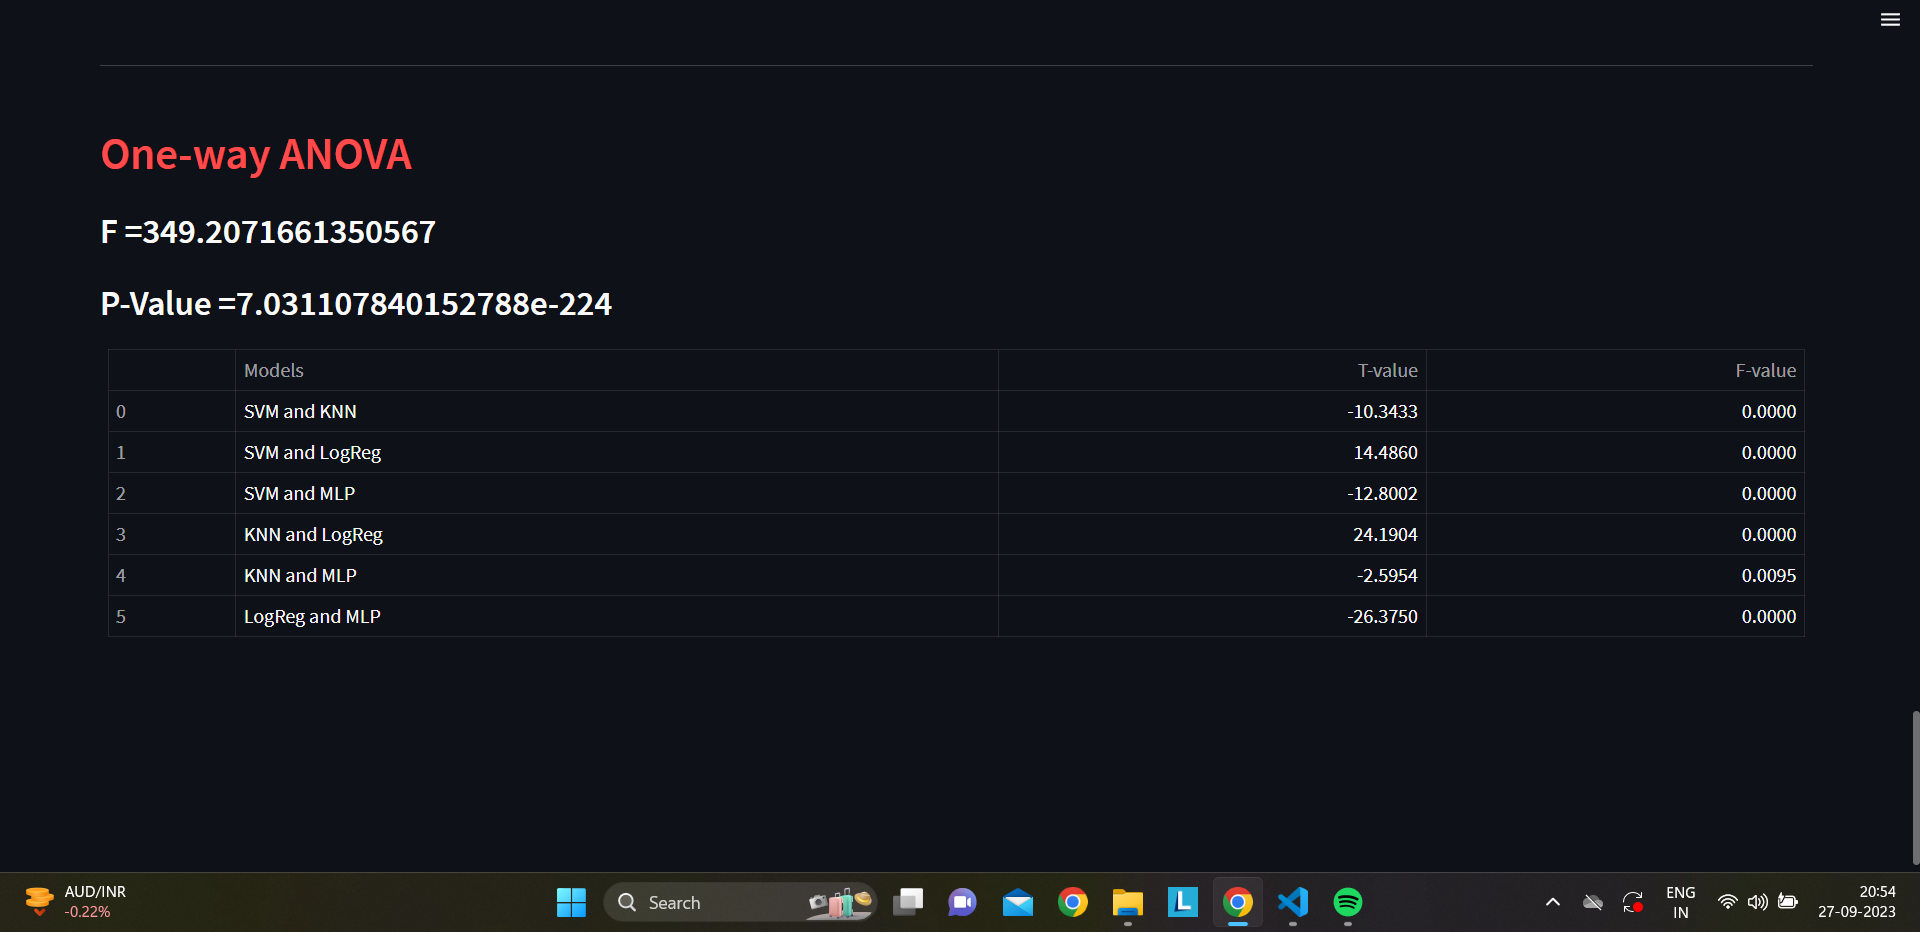 One-way ANOVA
F =349.2071661350567
P-Value =7.031107840152788e-224
Models T-value F-value
0 SVM and KNN -10.3433 0.0000
1 SVM and LogReg 14.4860 0.0000
2 SVM and MLP -12.8002 0.0000
3 KNN and LogReg 24.1904 0.0000
4 KNN and MLP -2.5954 0.0095
5 LogReg and MLP -26.3750 0.0000
AUD/INR
-0.22%
Search
L
ENG
IN
20:54
27-09-2023